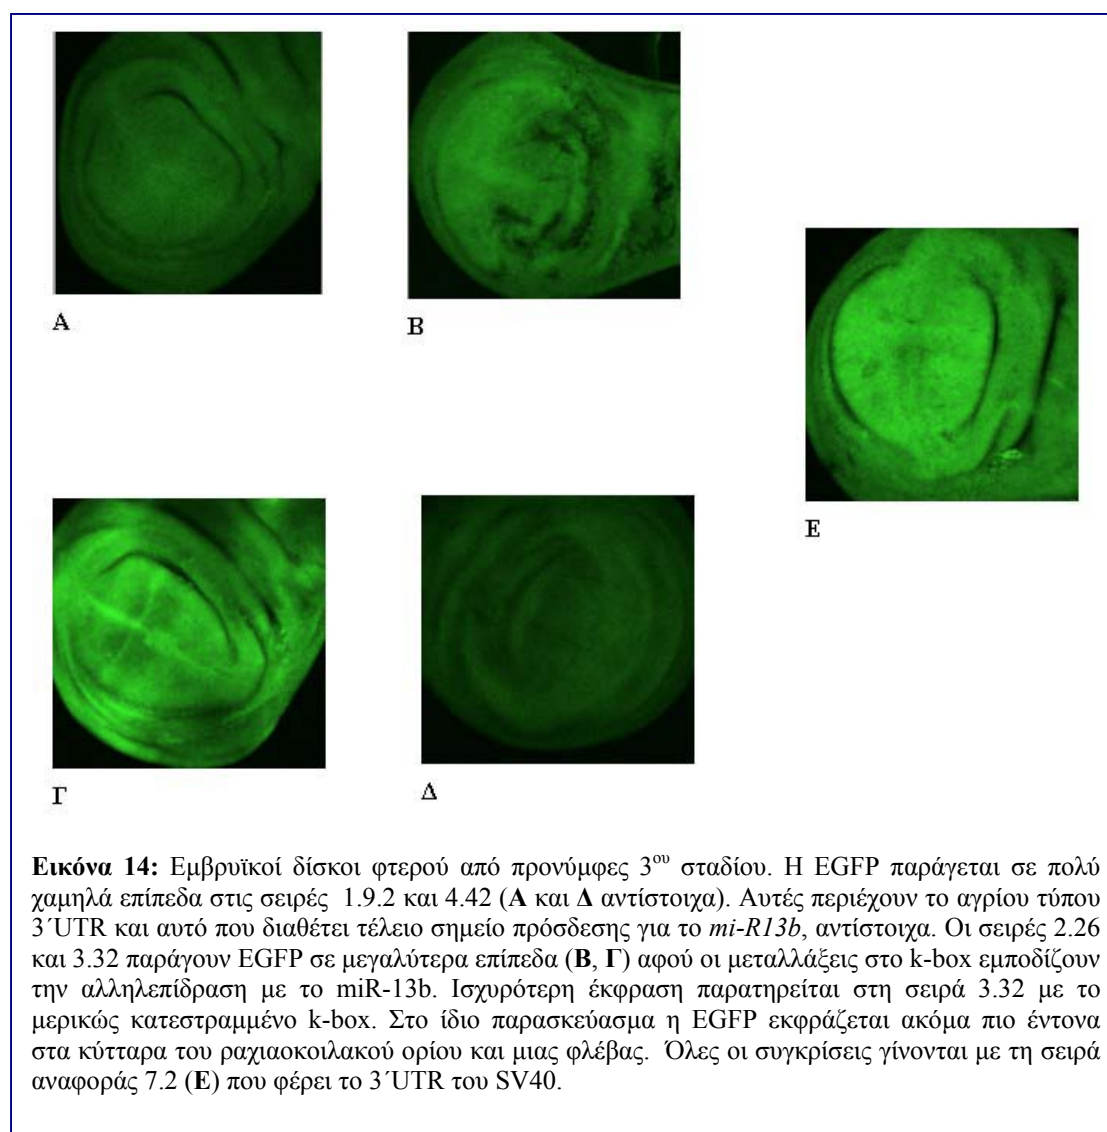 Α
Β
Ε
Γ
Δ
Εικόνα 14: Εμβρυϊκοί δίσκοι φτερού από προνύμφες 3ου σταδίου. Η EGFP παράγεται σε πολύ
χαμηλά επίπεδα στις σειρές 1.9.2 και 4.42 (Α και Δ αντίστοιχα). Αυτές περιέχουν το αγρίου τύπου
3΄UTR και αυτό που διαθέτει τέλειο σημείο πρόσδεσης για το mi-R13b, αντίστοιχα. Οι σειρές 2.26
και 3.32 παράγουν EGFP σε μεγαλύτερα επίπεδα (Β, Γ) αφού οι μεταλλάξεις στο k-box εμποδίζουν
την αλληλεπίδραση με το miR-13b. Ισχυρότερη έκφραση παρατηρείται στη σειρά 3.32 με το
μερικώς κατεστραμμένο k-box. Στο ίδιο παρασκεύασμα η EGFP εκφράζεται ακόμα πιο έντονα
στα κύτταρα του ραχιαοκοιλακού ορίου και μιας φλέβας. Όλες οι συγκρίσεις γίνονται με τη σειρά
αναφοράς 7.2 (Ε) που φέρει το 3΄UTR του SV40.